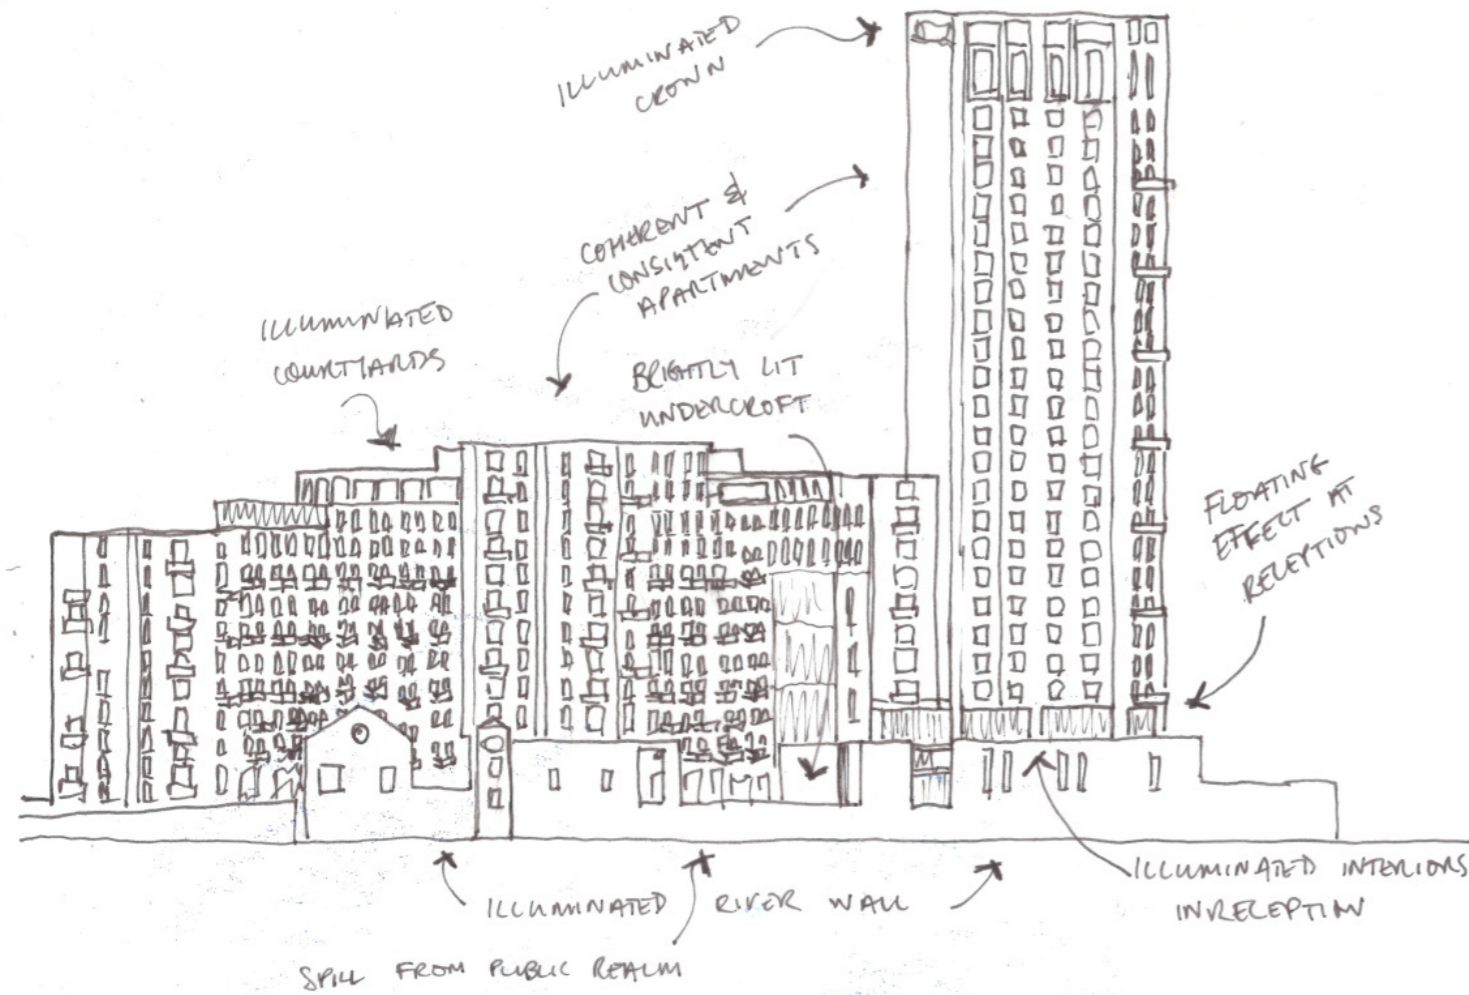 ILLUMINATED
CROWN
COHERENT &
CONSISTENT
APARTMENTS
ILLUMINATED
COURTYARDS
BRIGHTLY LIT
UNDERCROFT
FLOATING
EFFECT AT
RECEPTIONS
ILLUMINATED INTERIORS
IN RECEPTION
ILLUMINATED RIVER WALL
SPILL FROM PUBLIC REALM